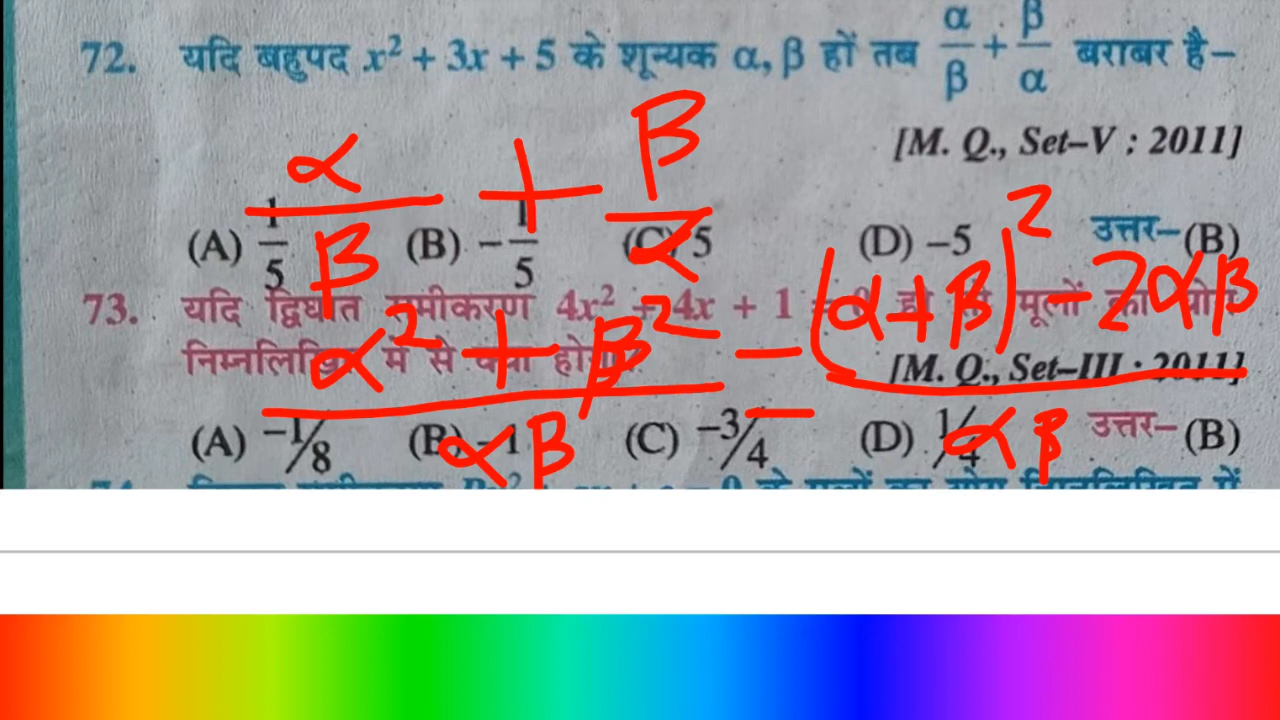 72. यदि बहुपद x² + 3x + 5 के शून्यक α, β हों तब α/β + β/α बराबर है–
[M. Q., Set–V : 2011]
α/β + β/α
(A) 1/5 (B) –1/5 (C) 5 (D) –5 उत्तर–(B)
73. यदि द्विघात समीकरण 4x² 4x + 1 मूलों का
निम्नलिखित में से क्या
[M. Q., Set–III : 2011]
α² + β²/αβ = (α+β)² – 2αβ/αβ
(A) –1/8 (B) –1 (C) –3/4 (D) 1/4 उत्तर–(B)